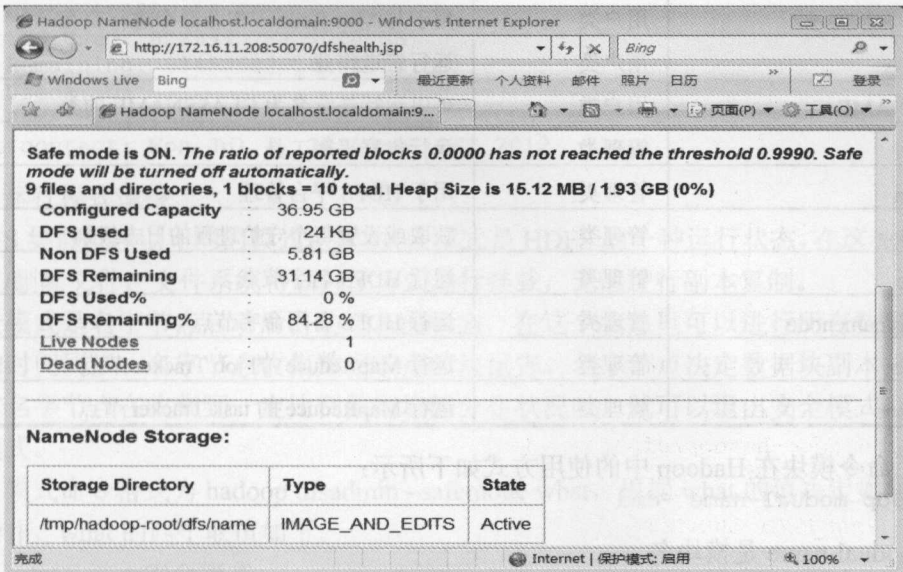 Hadoop NameNode localhost.localdomain:9000 - Windows Internet Explorer
http://172.16.11.208:50070/dfshealth.jsp
Bing
Windows Live Bing 最近更新 个人资料 邮件 照片 日历 >> 登录
Hadoop NameNode localhost.localdomain:9... 页面(P) 工具(O) >>
Safe mode is ON. The ratio of reported blocks 0.0000 has not reached the threshold 0.9990. Safe
mode will be turned off automatically.
9 files and directories, 1 blocks = 10 total. Heap Size is 15.12 MB / 1.93 GB (0%)
Configured Capacity : 36.95 GB
DFS Used : 24 KB
Non DFS Used : 5.81 GB
DFS Remaining : 31.14 GB
DFS Used% : 0 %
DFS Remaining% : 84.28 %
Live Nodes : 1
Dead Nodes : 0
NameNode Storage:
Storage Directory Type State
/tmp/hadoop-root/dfs/name IMAGE_AND_EDITS Active
完成 Internet | 保护模式: 启用 100%